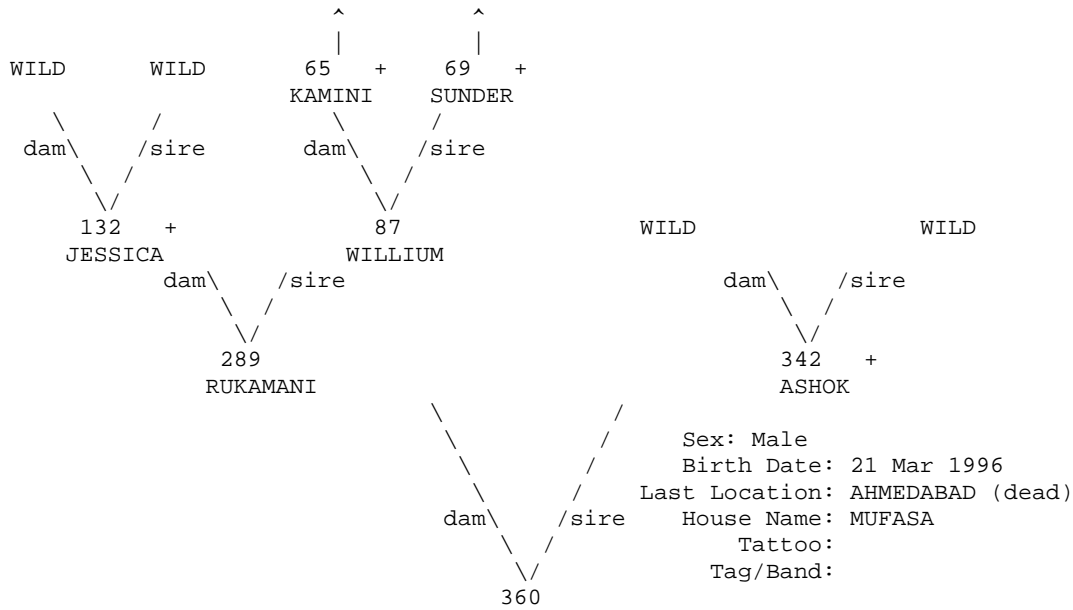 ^ ^
| |
WILD WILD 65 + 69 +
KAMINI SUNDER
\ / \ /
dam\ /sire dam\ /sire
\ / \ /
\/ \/
132 + 87 WILD WILD
JESSICA WILLIUM
dam\ /sire dam\ /sire
\ / \ /
\/ \/
289 342 +
RUKAMANI ASHOK
\ /
\ / Sex: Male
\ / Birth Date: 21 Mar 1996
\ / Last Location: AHMEDABAD (dead)
dam\ /sire House Name: MUFASA
\ / Tattoo:
\/ Tag/Band:
360